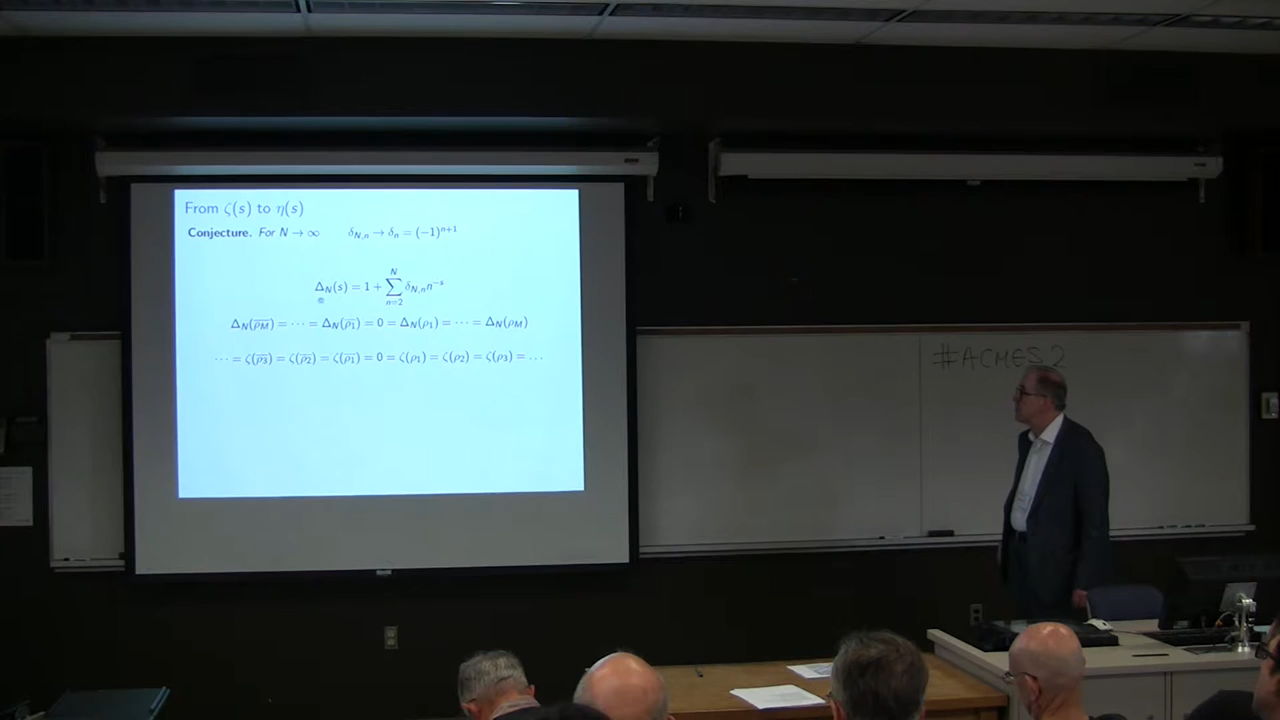 From ζ(s) to η(s)
Conjecture. For N → ∞ δ_{N,n} → δ_n = (−1)^{n+1}
Δ_N(s) = 1 + ∑_{n=2}^{N} δ_{N,n} n^{−s}
Δ_N(\overline{ρ_M}) = ⋯ = Δ_N(\overline{ρ_1}) = 0 = Δ_N(ρ_1) = ⋯ = Δ_N(ρ_M)
⋯ = ζ(\overline{ρ_3}) = ζ(\overline{ρ_2}) = ζ(\overline{ρ_1}) = 0 = ζ(ρ_1) = ζ(ρ_2) = ζ(ρ_3) = …
#ACMES 2